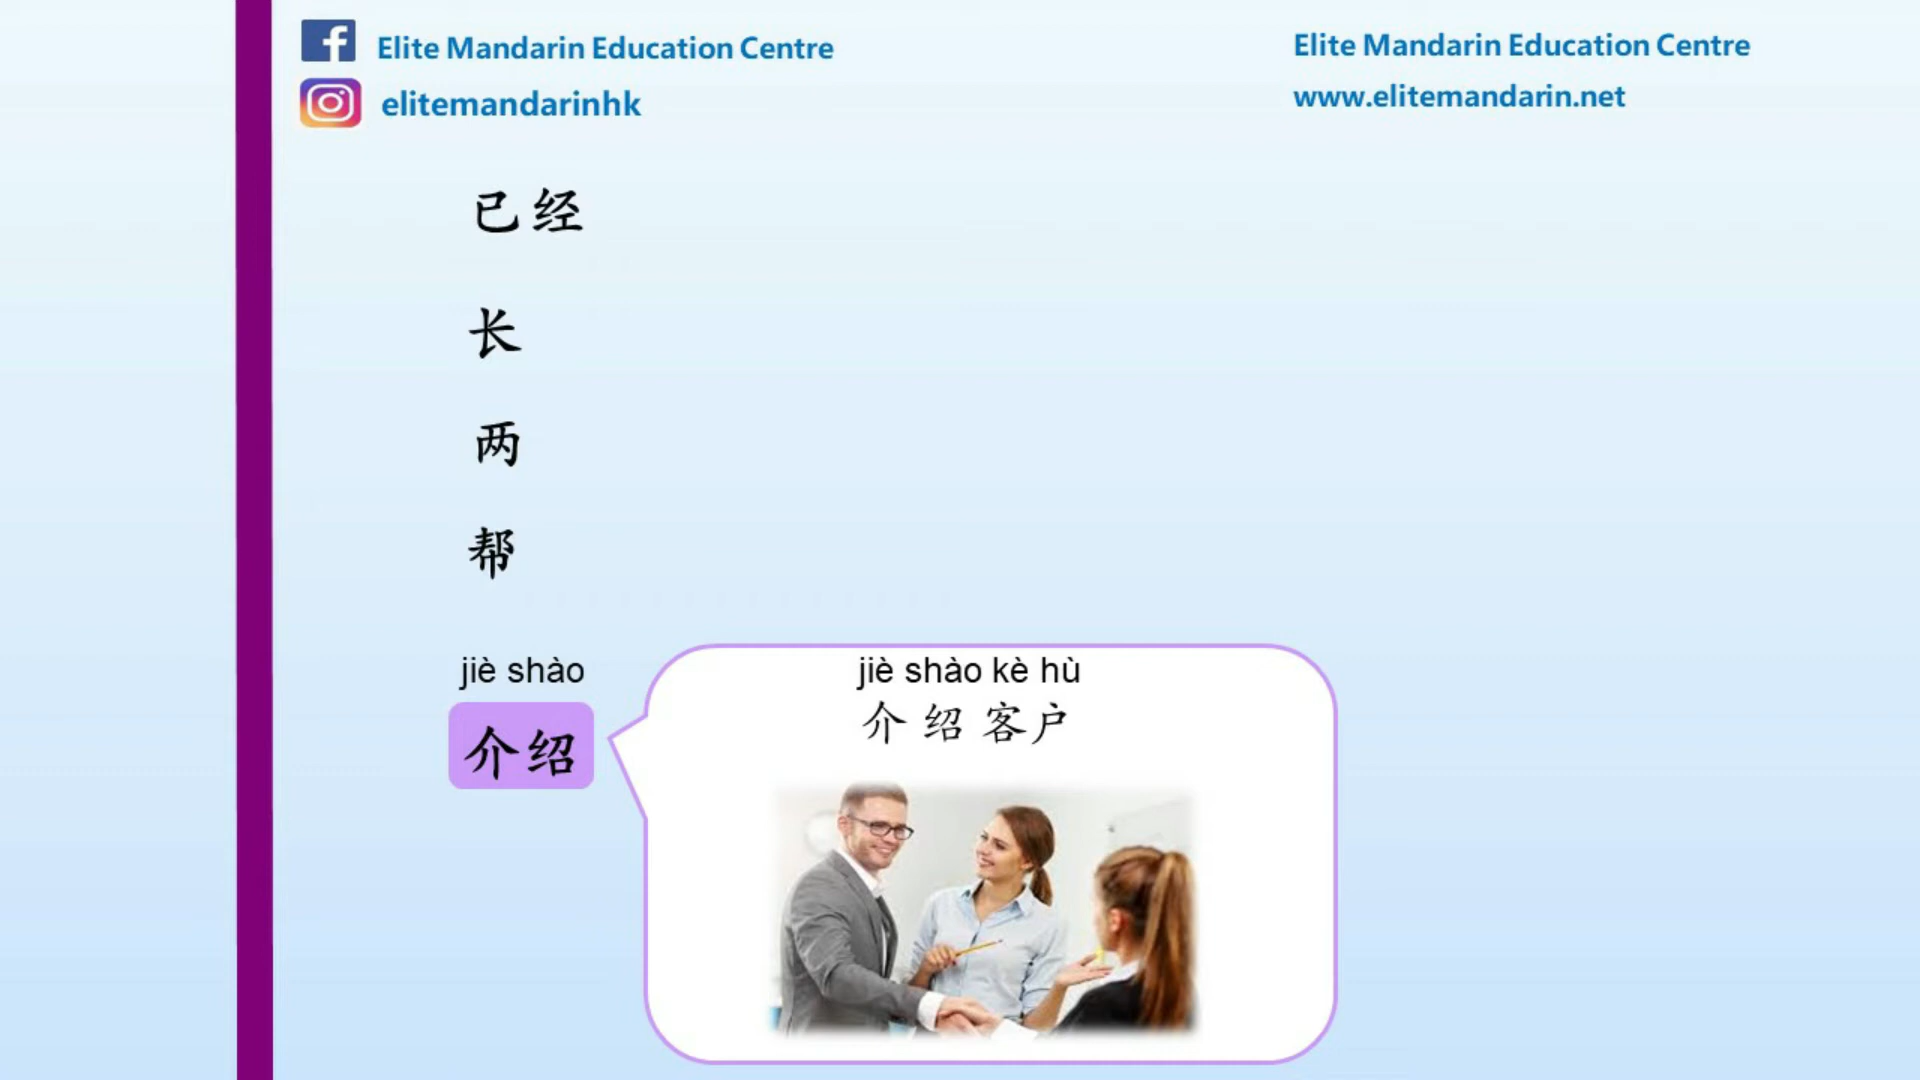 Elite Mandarin Education Centre
elitemandarinhk
Elite Mandarin Education Centre
www.elitemandarin.net
已经
长
两
帮
jiè shào
介绍
jiè shào kè hù
介 绍 客户